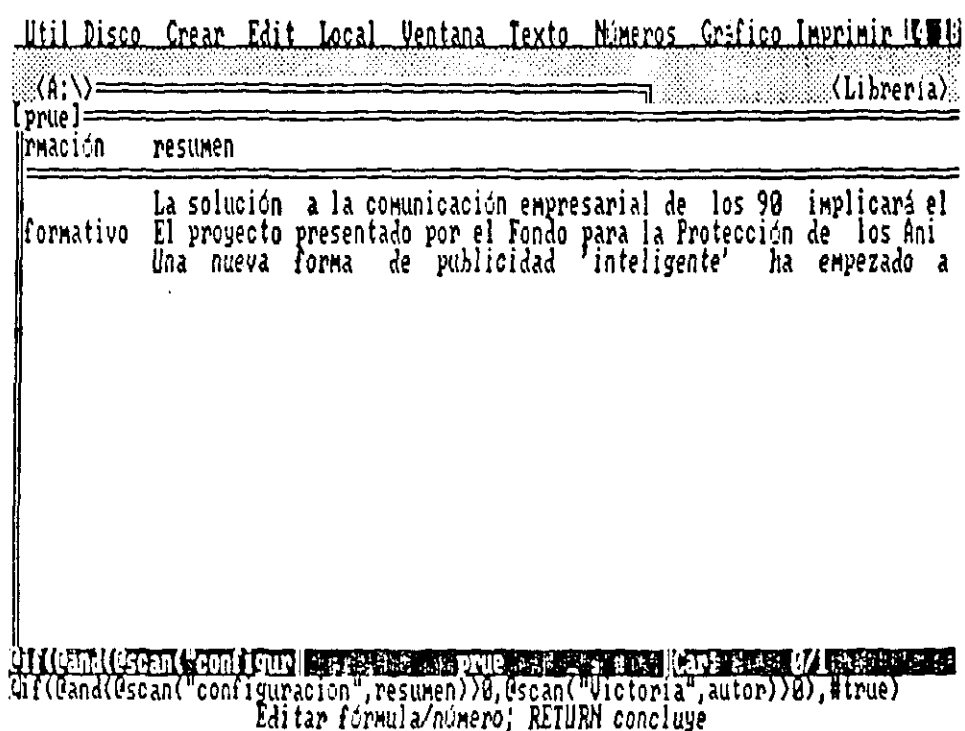 Util Disco Crear Edit Local Ventana Texto Números Gráfico Imprimir
<A:\> <Librería>
[prue]
rmación resumen
La solución a la comunicación empresarial de los 90 implicará el
formativo El proyecto presentado por el Fondo para la Protección de los Ani
Una nueva forma de publicidad 'inteligente' ha empezado a
@if(@and(@scan("configur prue
@if(@and(@scan("configuración",resumen)>0,@scan("Victoria",autor)>0),#true)
Editar fórmula/número; RETURN concluye